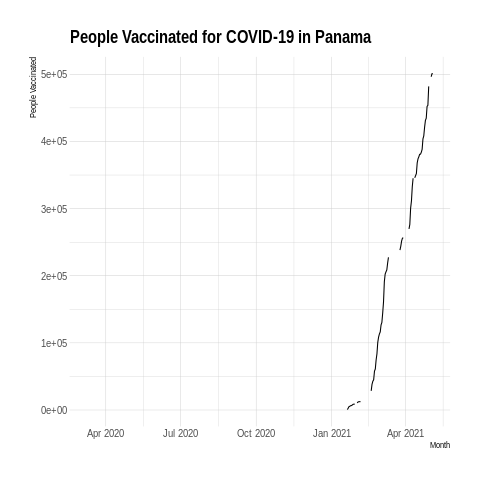 People Vaccinated for COVID-19 in Panama
People Vaccinated
5e+05
4e+05
3e+05
2e+05
1e+05
0e+00
Apr 2020 Jul 2020 Oct 2020 Jan 2021 Apr 2021
Month